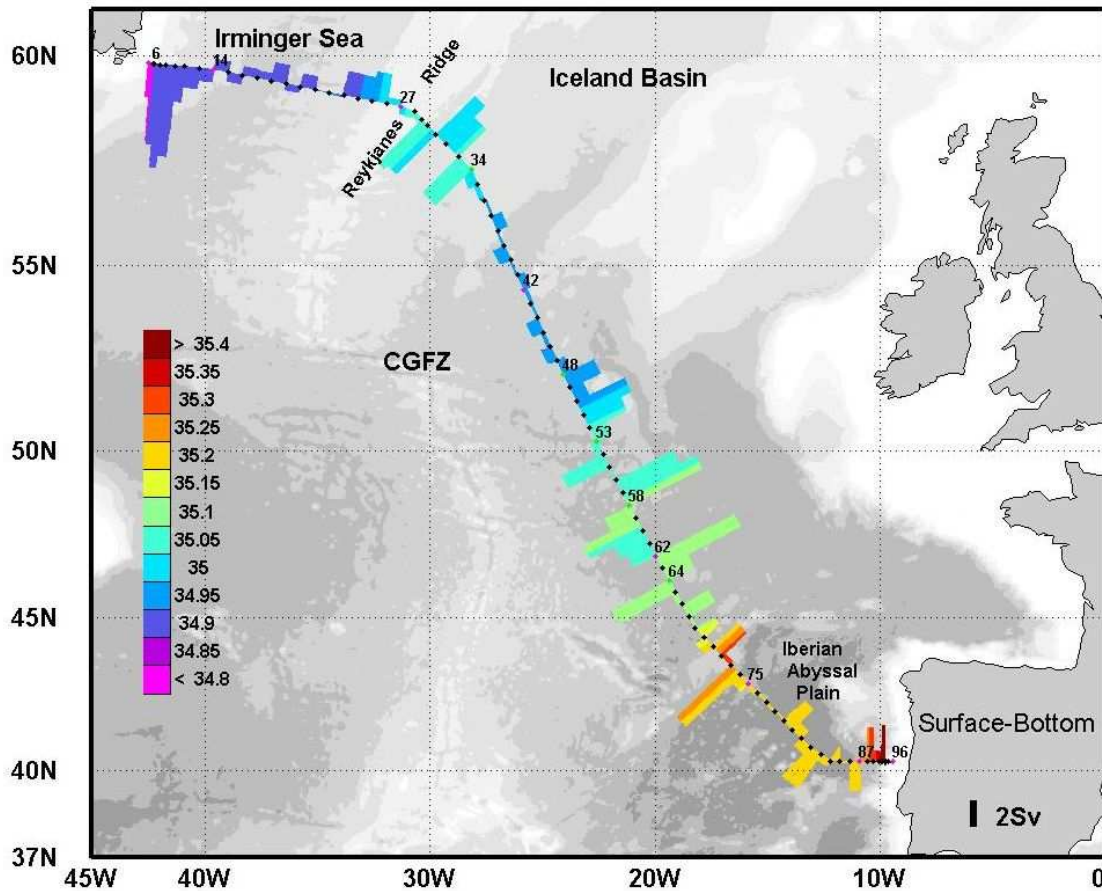 60N
55N
50N
45N
40N
37N
Irminger Sea
Ridge
Iceland Basin
Reykjanes
6
14
27
34
42
48
53
58
62
64
75
87
96
CGFZ
> 35.4
35.35
35.3
35.25
35.2
35.15
35.1
35.05
35
34.95
34.9
34.85
< 34.8
Iberian
Abyssal
Plain
Surface-Bottom
2Sv
45W
40W
30W
20W
10W
0